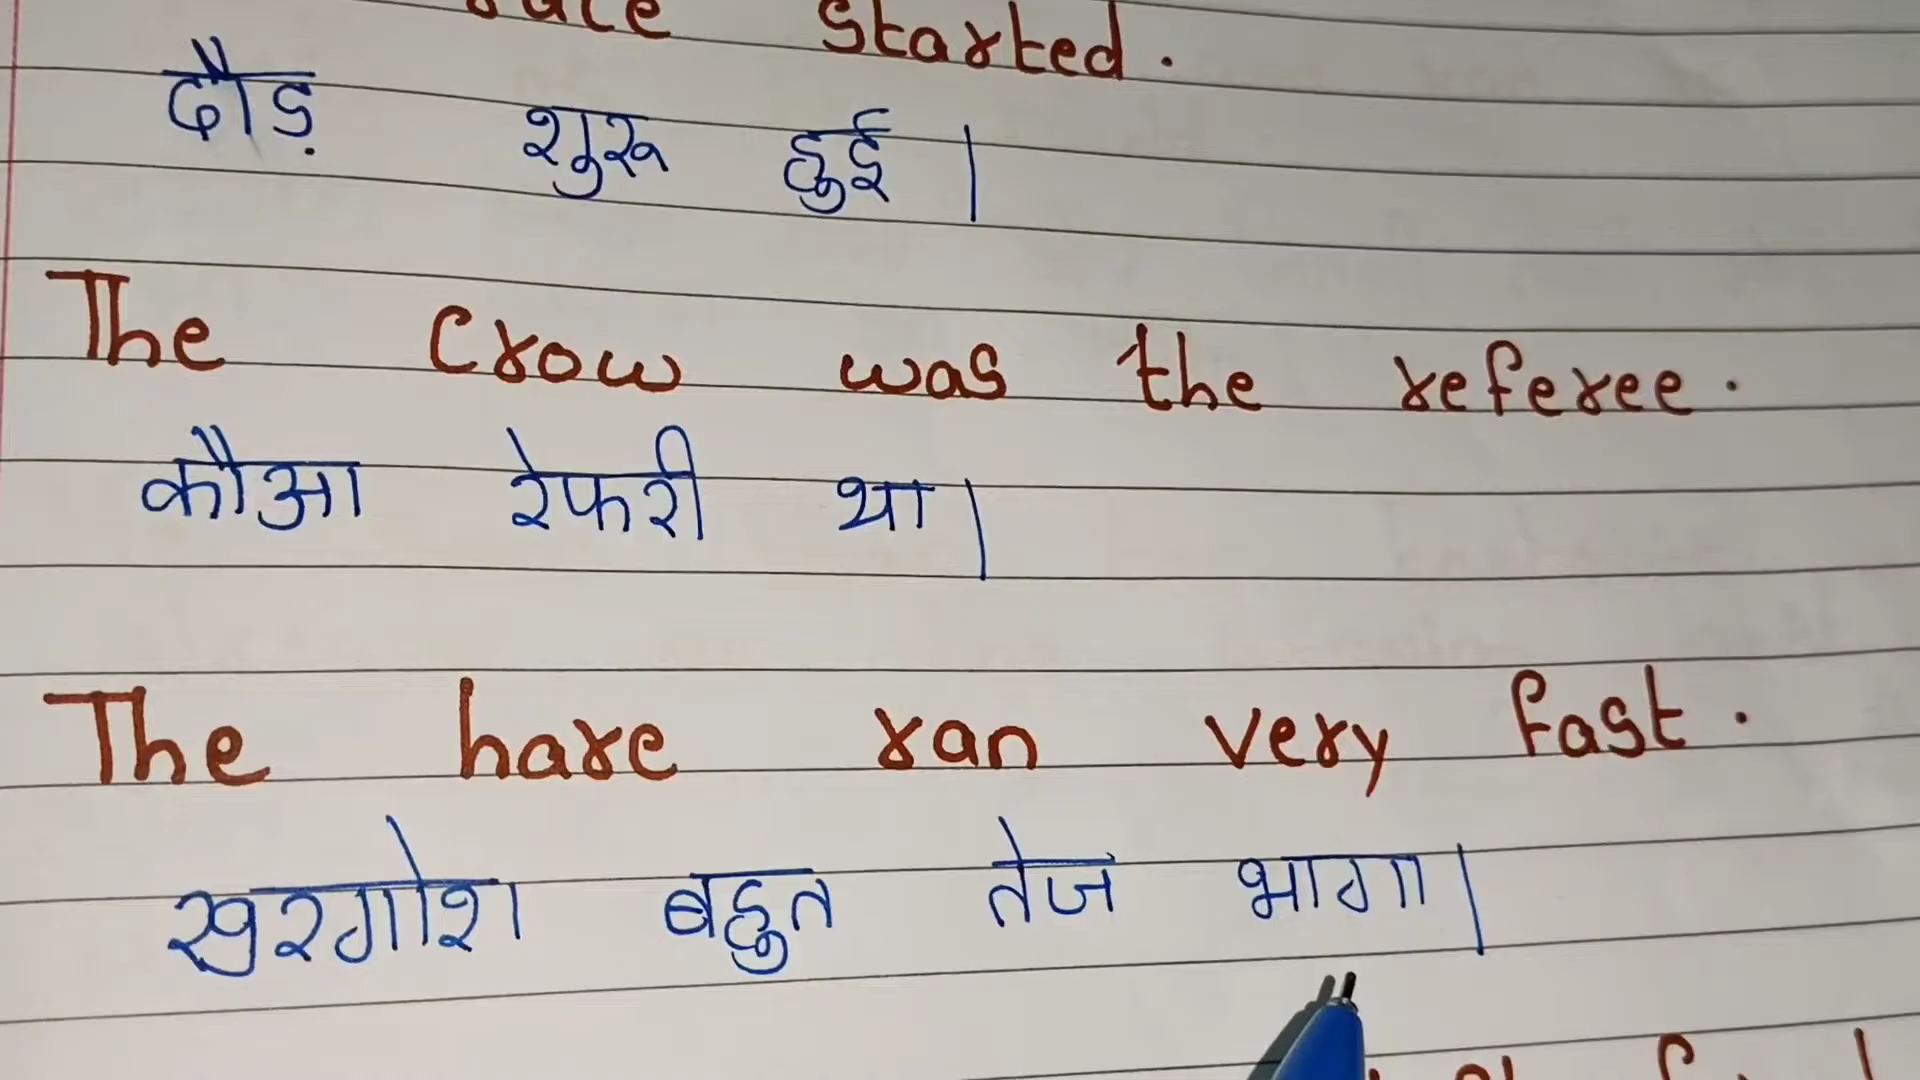 started.
दौड़ शुरू हुई |
The crow was the referee.
कौआ रेफरी था |
The hare ran very fast.
खरगोश बहुत तेज भागा |